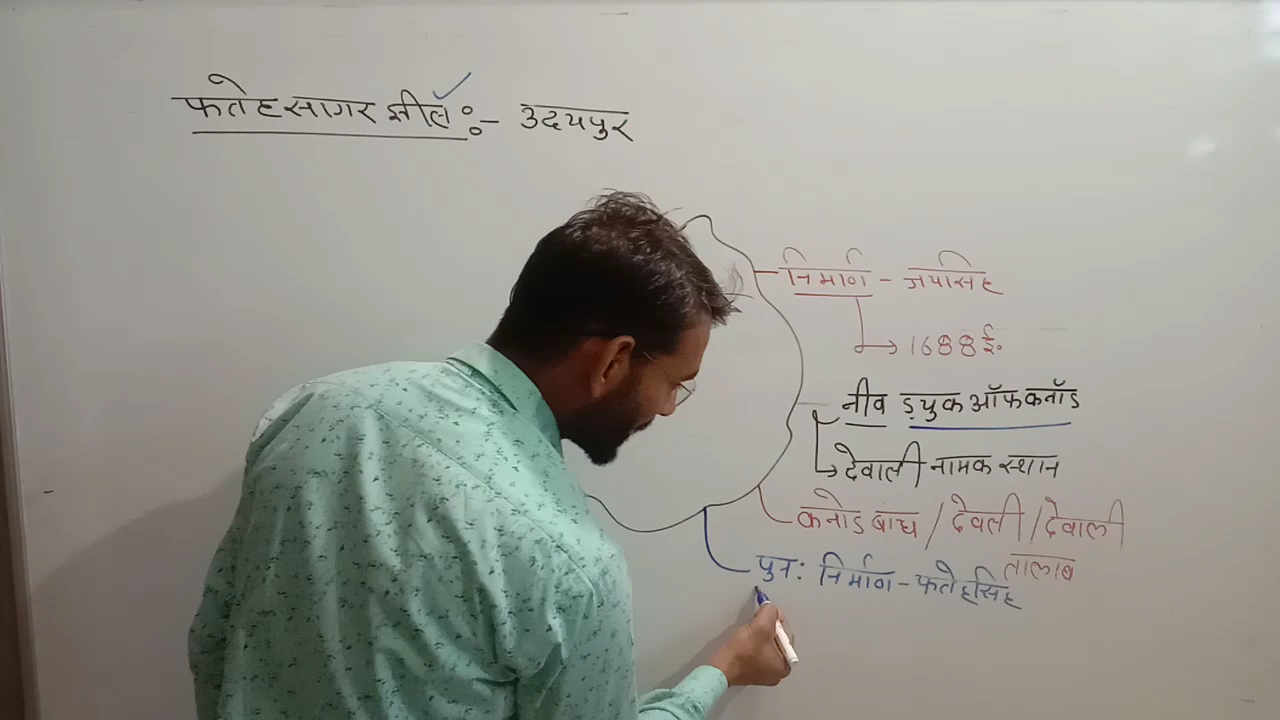 फतेहसागर झील :- उदयपुर
निर्माण - जयसिंह
1688 ई.
नीव ड्युक ऑफ कनॉड
देवाली नामक स्थान
कनोड बांध / देवली / देवाली
तालाब
पुन: निर्माण - फतेहसिंह